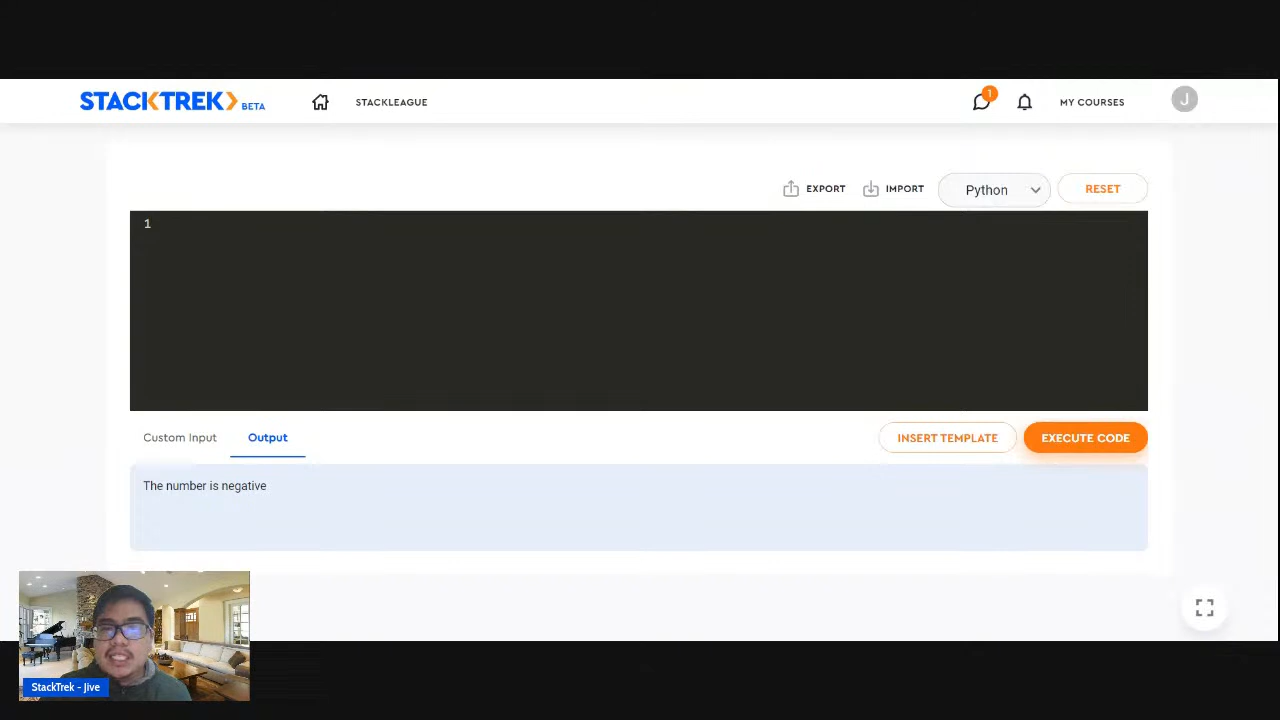 STACKTREK BETA
STACKLEAGUE
1
MY COURSES
J
EXPORT
IMPORT
Python
RESET
1
Custom Input
Output
INSERT TEMPLATE
EXECUTE CODE
The number is negative
StackTrek - Jive